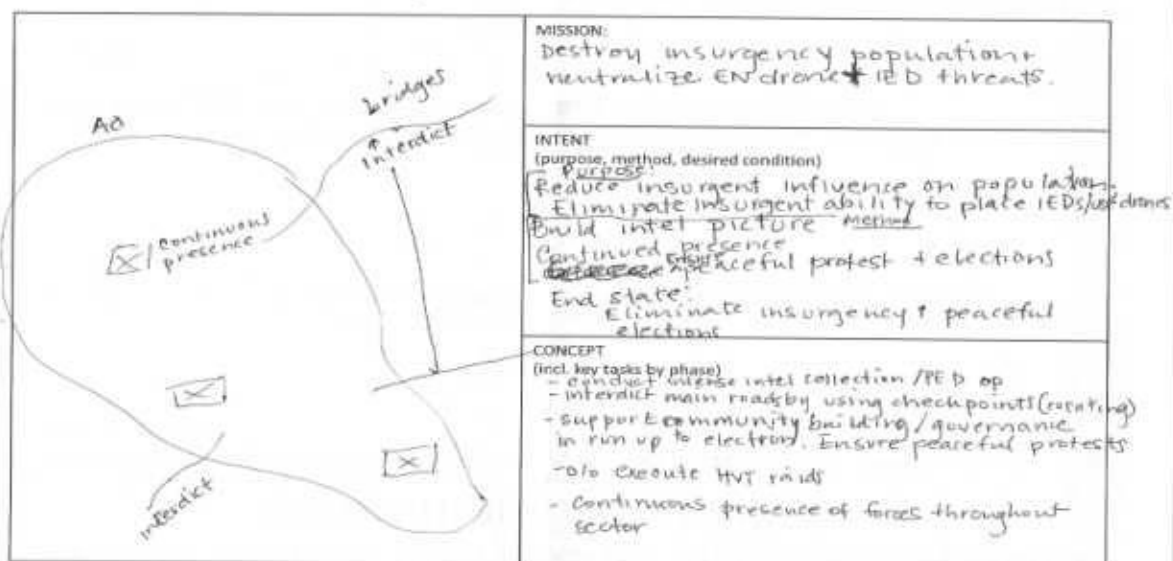 bridges
Interdict
AO
continuous
presence
Interdict
MISSION:
Destroy insurgency population +
neutralize EN drone + IED threats.
INTENT
(purpose, method, desired condition)
Purpose:
Reduce insurgent influence on population.
Eliminate insurgent ability to place IEDs/use drones
Build intel picture Method
Continued presence
Ensure peaceful protest + elections
End state:
Eliminate insurgency + peaceful
elections
CONCEPT
(incl. key tasks by phase)
- conduct intense intel collection /PED op
- interdict main roads by using checkpoints (rotating)
- support community building/governance
in run up to election. Ensure peaceful protests
- o/o execute HVT raids
- Continuous presence of forces throughout
sector